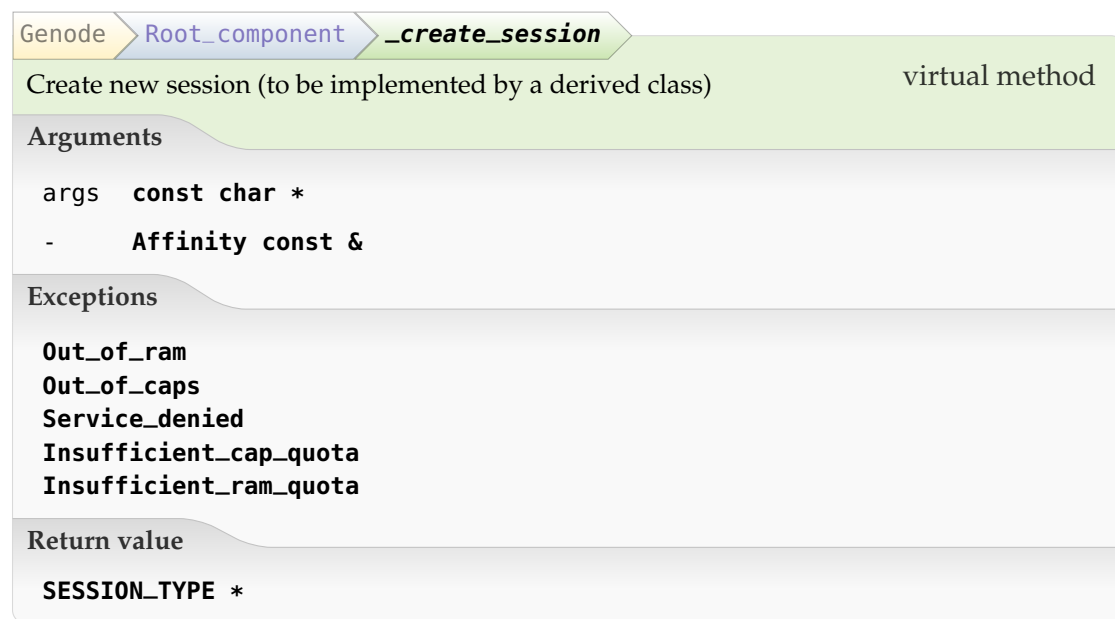 Genode Root_component _create_session
Create new session (to be implemented by a derived class) virtual method
Arguments
args const char *
- Affinity const &
Exceptions
Out_of_ram
Out_of_caps
Service_denied
Insufficient_cap_quota
Insufficient_ram_quota
Return value
SESSION_TYPE *